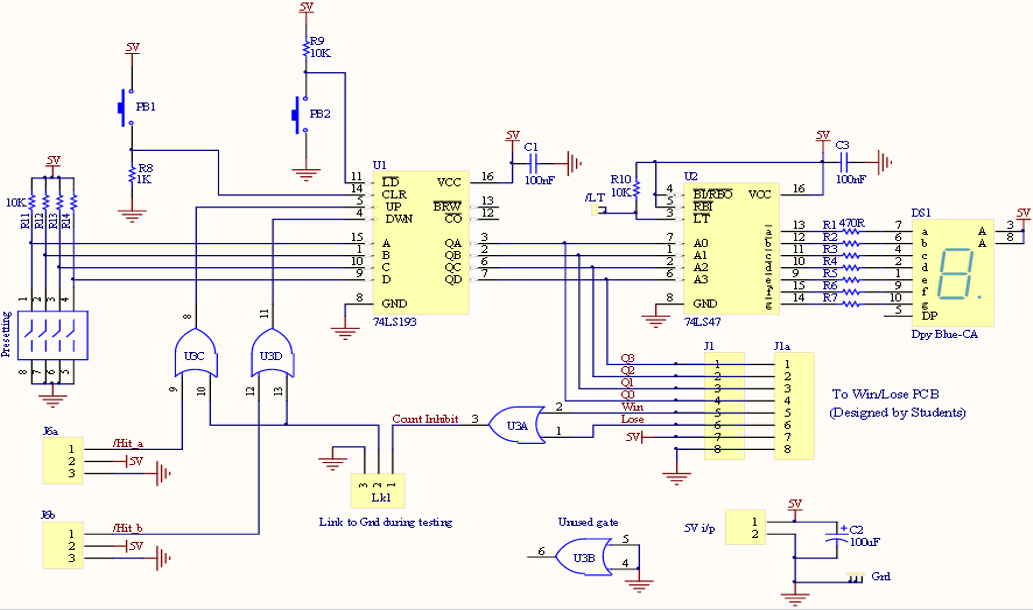 5V
5V
R9
10K
PB1
PB2
5V
R8
1K
10K
R11
R12
R13
R14
1 2 3 4
Presetting
8 7 6 5
U1
11 LD VCC 16
14 CLR
5 UP BRW 13
4 DWN CO 12
15 A QA 3
1 B QB 2
10 C QC 6
9 D QD 7
8 GND
74LS193
5V
C1
100nF
5V
C3
100nF
R10
10K
/LT
U2
4 BI/RBO VCC 16
5 RBI
3 LT
7 A0
1 A1
2 A2
6 A3
8 GND
74LS47
a 13 R1 470R 7 a
b 12 R2 6 b
c 11 R3 4 c
d 10 R4 2 d
e 9 R5 1 e
f 15 R6 9 f
g 14 R7 10 g
5 DP
DS1
A 3
A 8
5V
Dpy Blue-CA
8
U3C
9 10
11
U3D
12 13
J6a
1 /Hit_a
2 5V
3
J6b
1 /Hit_b
2 5V
3
Count Inhibit 3
U3A
2
1
3 2 1
Lk1
Link to Gnd during testing
J1 J1a
Q3 1 1
Q2 2 2
Q1 3 3
Q0 4 4
Win 5 5
Lose 6 6
5V 7 7
8 8
To Win/Lose PCB
(Designed by Students)
Unused gate
6 U3B 5
4
5V i/p
1
2
5V
+ C2
100uF
Gnd